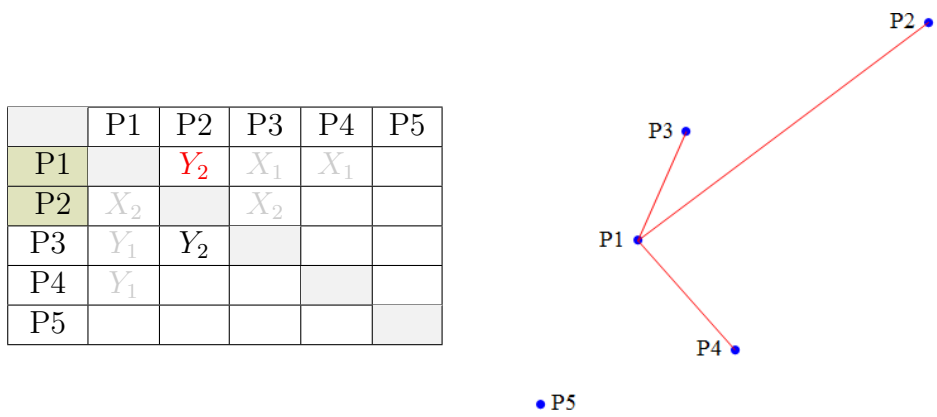 P1 P2 P3 P4 P5
P1 Y₂ X₁ X₁
P2 X₂ X₂
P3 Y₁ Y₂
P4 Y₁
P5
P2
P3
P1
P4
P5